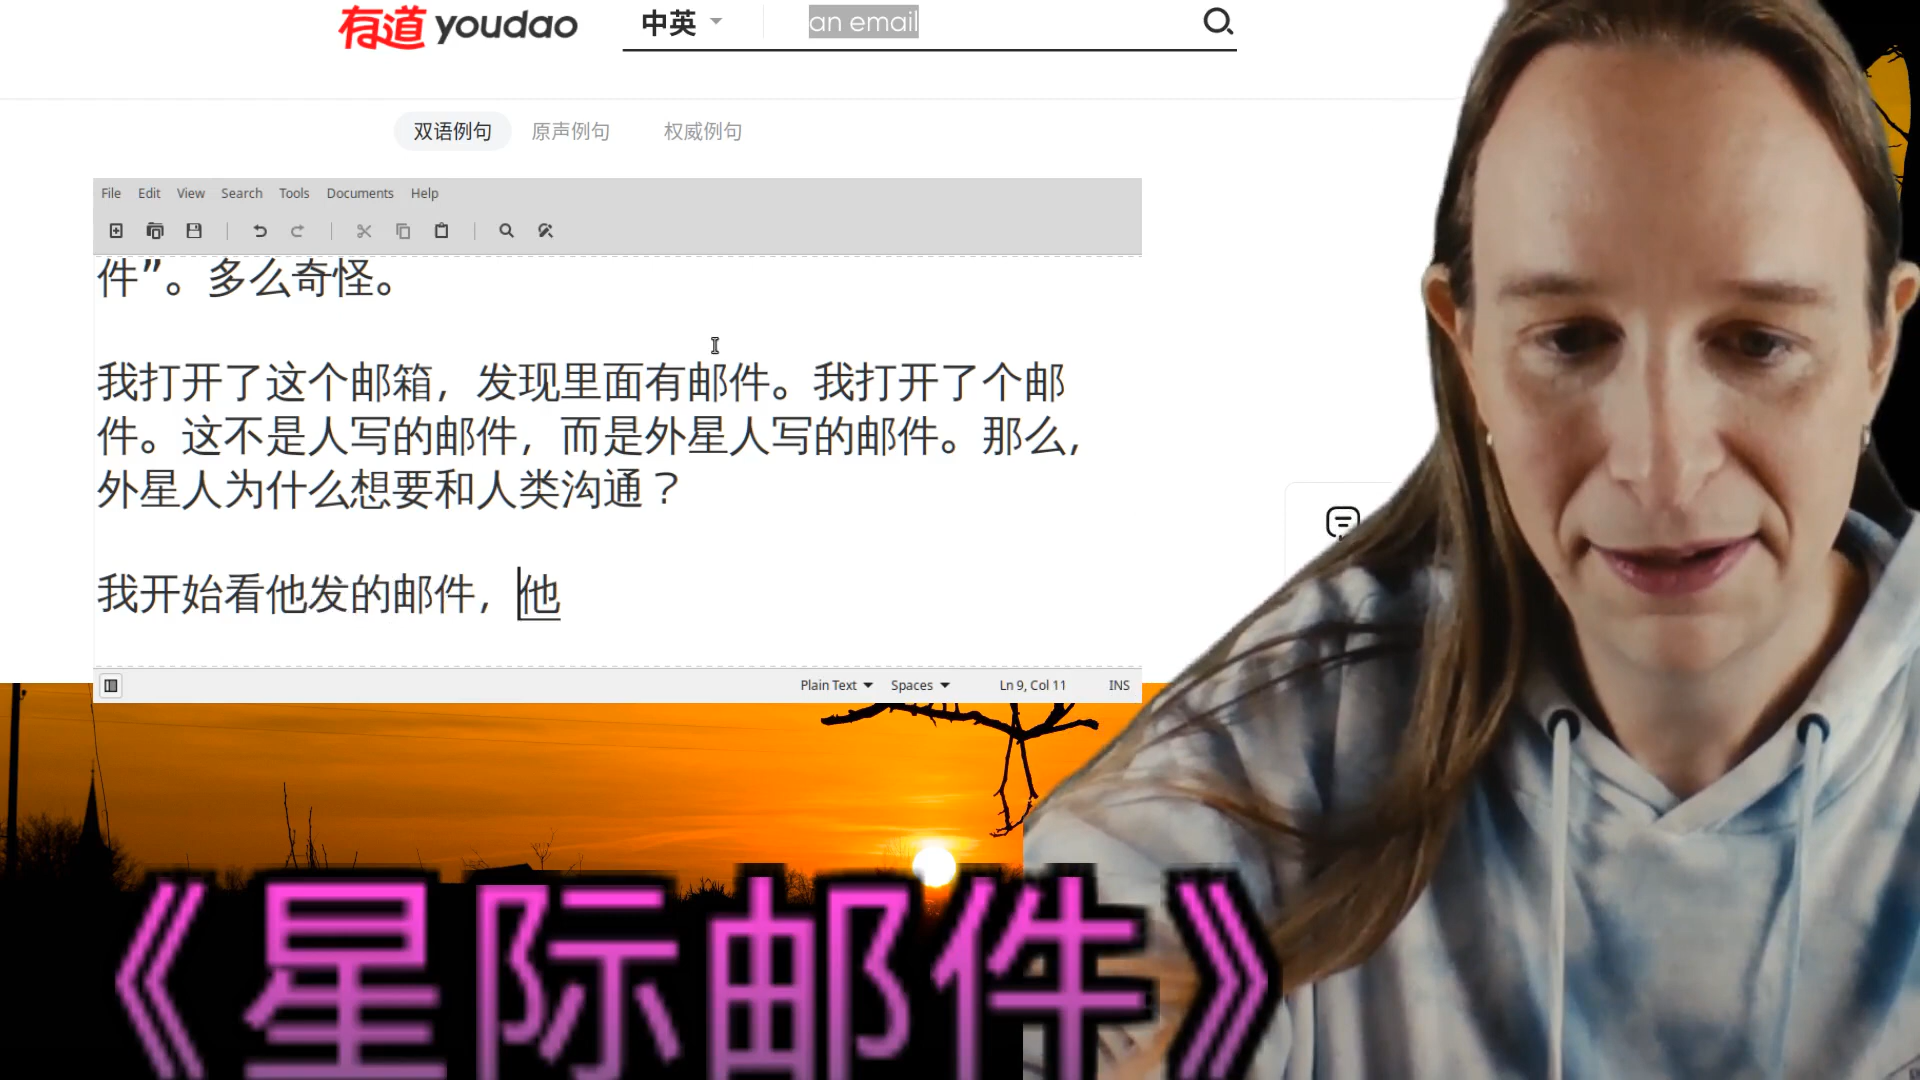 有道 youdao 中英 an email
双语例句 原声例句 权威例句
File Edit View Search Tools Documents Help
件”。多么奇怪。
我打开了这个邮箱，发现里面有邮件。我打开了个邮
件。这不是人写的邮件，而是外星人写的邮件。那么，
外星人为什么想要和人类沟通？
我开始看他发的邮件，他
Plain Text Spaces Ln 9, Col 11 INS
《星际邮件》